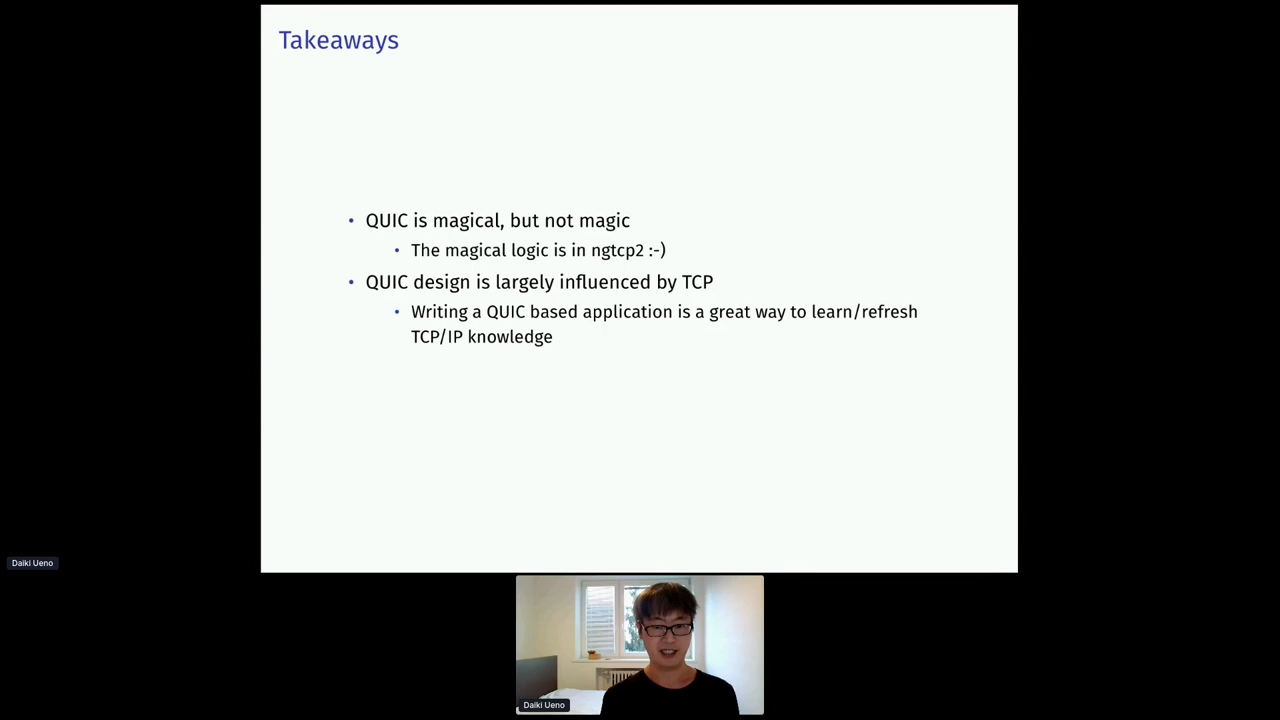 Takeaways
• QUIC is magical, but not magic
• The magical logic is in ngtcp2 :-)
• QUIC design is largely influenced by TCP
• Writing a QUIC based application is a great way to learn/refresh
TCP/IP knowledge
Daiki Ueno
Daiki Ueno